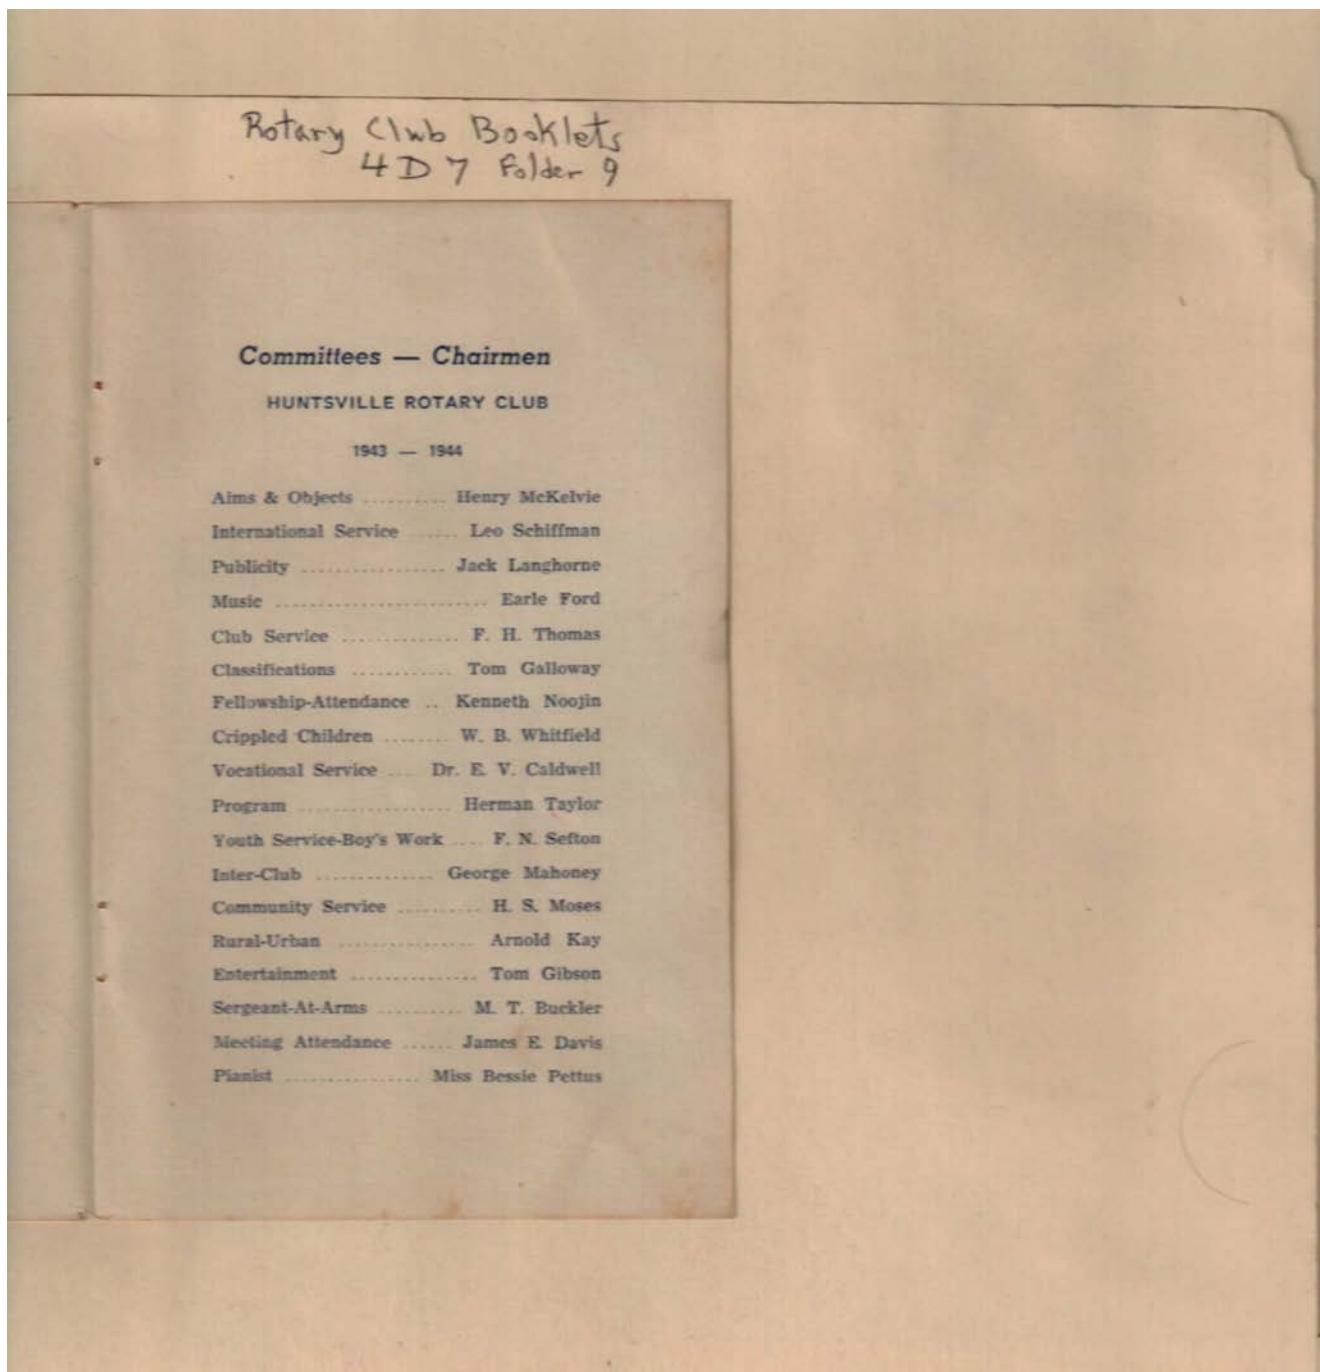 Rotary Club Booklets
4 D 7 Folder 9
Committees — Chairmen
HUNTSVILLE ROTARY CLUB
1943 — 1944
Aims & Objects .......... Henry McKelvie
International Service ...... Leo Schiffman
Publicity ................. Jack Langhorne
Music ......................... Earle Ford
Club Service .............. F. H. Thomas
Classifications ............ Tom Galloway
Fellowship-Attendance .. Kenneth Noojin
Crippled Children ........ W. B. Whitfield
Vocational Service .... Dr. E. V. Caldwell
Program .................. Herman Taylor
Youth Service-Boy's Work .... F. N. Sefton
Inter-Club .............. George Mahoney
Community Service .......... H. S. Moses
Rural-Urban ................ Arnold Kay
Entertainment ............... Tom Gibson
Sergeant-At-Arms .......... M. T. Buckler
Meeting Attendance ...... James E. Davis
Pianist ................ Miss Bessie Pettus